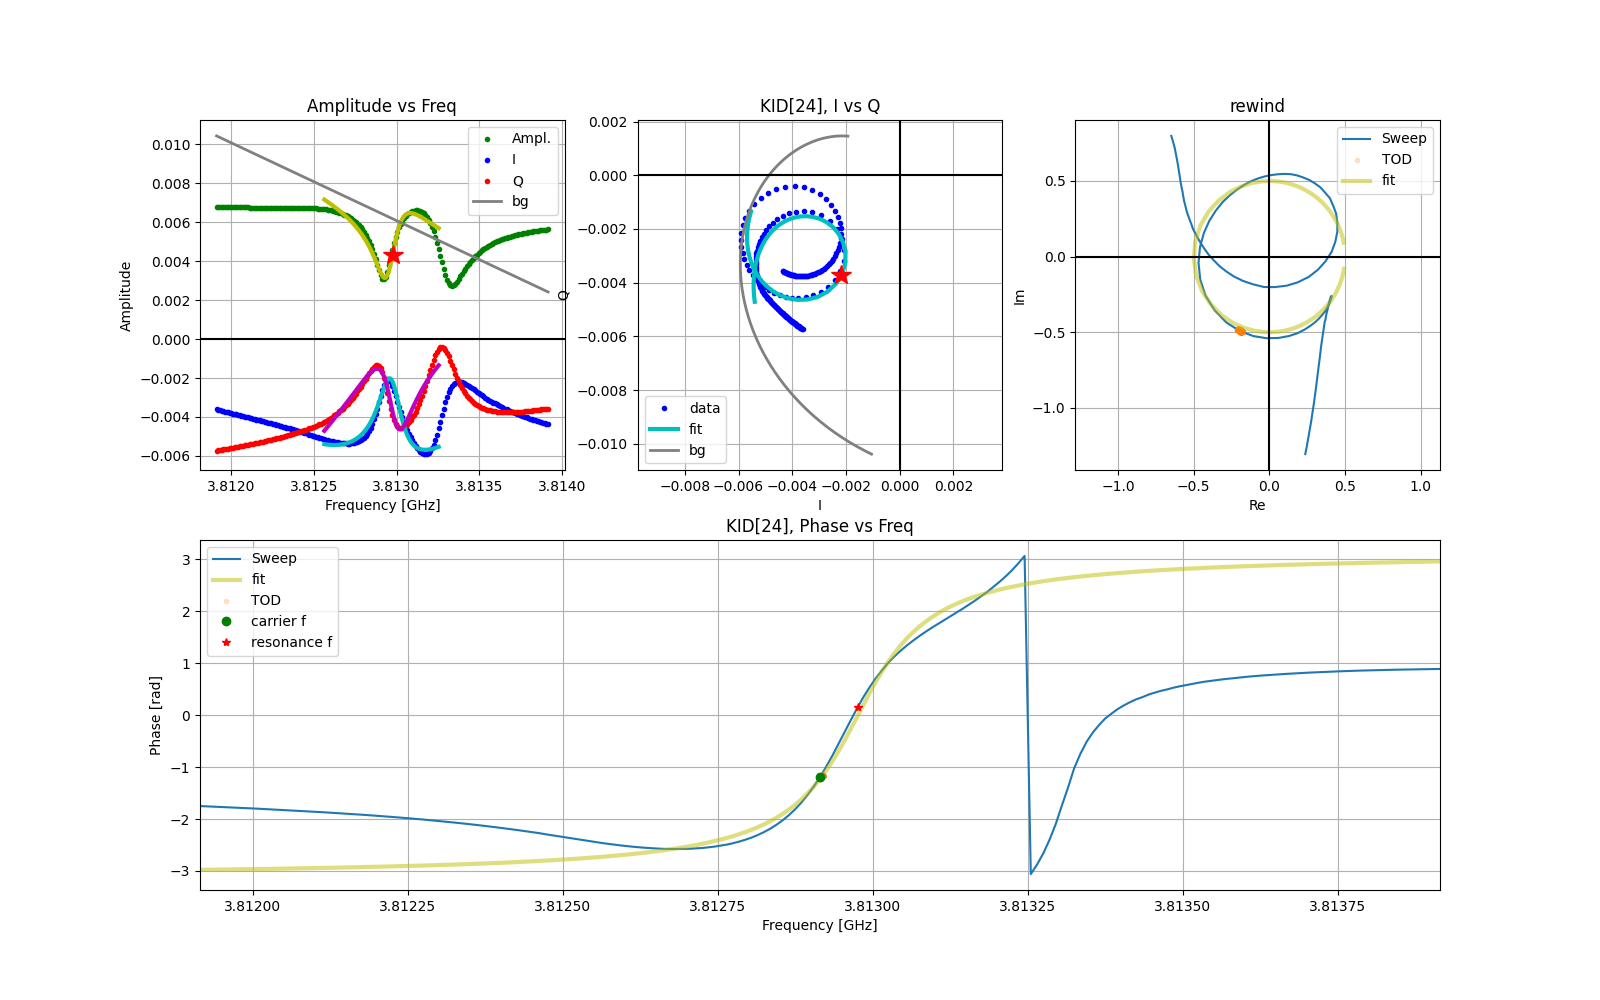 Amplitude vs Freq
Amplitude
0.010
0.008
0.006
0.004
0.002
0.000
−0.002
−0.004
−0.006
Ampl.
I
Q
bg
3.8120
3.8125
3.8130
3.8135
3.8140
Frequency [GHz]
KID[24], I vs Q
Q
0.002
0.000
−0.002
−0.004
−0.006
−0.008
−0.010
data
fit
bg
−0.008
−0.006
−0.004
−0.002
0.000
0.002
I
rewind
Im
0.5
0.0
−0.5
−1.0
Sweep
TOD
fit
−1.0
−0.5
0.0
0.5
1.0
Re
KID[24], Phase vs Freq
Phase [rad]
3
2
1
0
−1
−2
−3
Sweep
fit
TOD
carrier f
resonance f
3.81200
3.81225
3.81250
3.81275
3.81300
3.81325
3.81350
3.81375
Frequency [GHz]